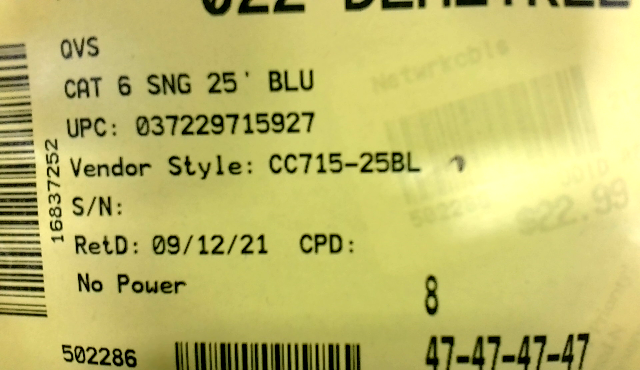 QVS
CAT 6 SNG 25' BLU
UPC: 037229715927
Vendor Style: CC715-25BL
S/N:
RetD: 09/12/21 CPD:
No Power
8
502286
47-47-47-47
16837252
$22.99